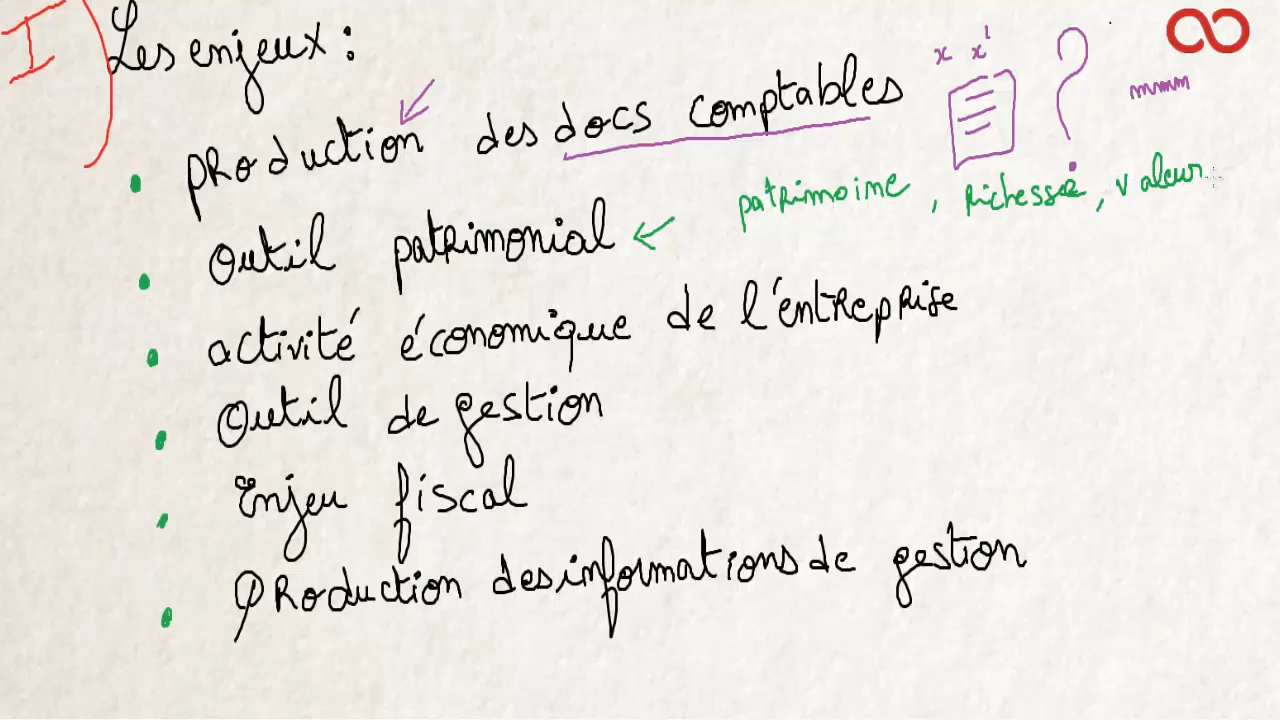 I) Les enjeux :
x x'
• production des docs comptables ?
patrimoine, richesse, valeur
• Outil patrimonial
• activité économique de l'entreprise
• Outil de gestion
• Enjeu fiscal
• Production des informations de gestion